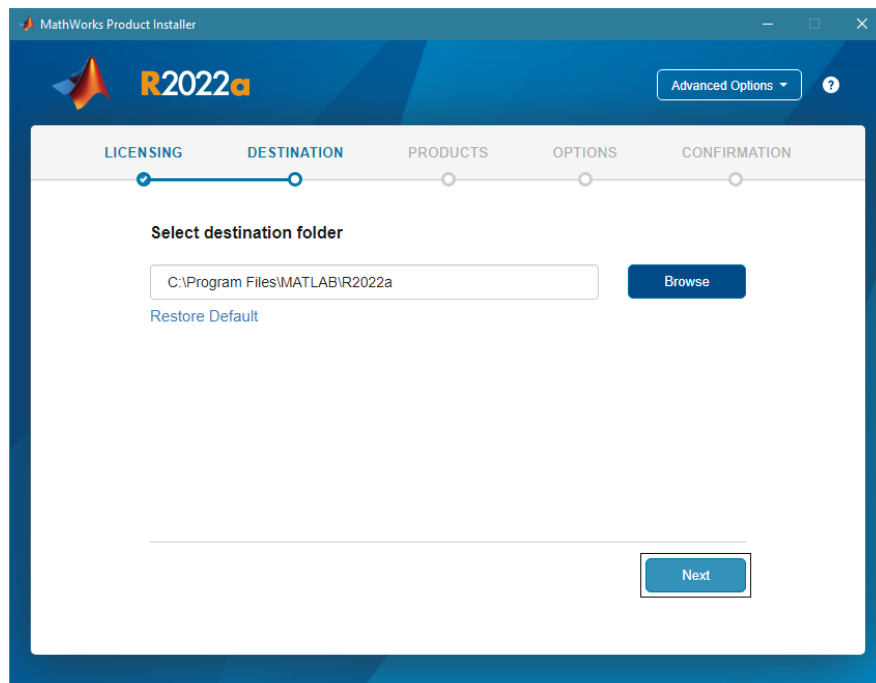 MathWorks Product Installer
R2022a
Advanced Options
?
LICENSING DESTINATION PRODUCTS OPTIONS CONFIRMATION
Select destination folder
C:\Program Files\MATLAB\R2022a
Browse
Restore Default
Next